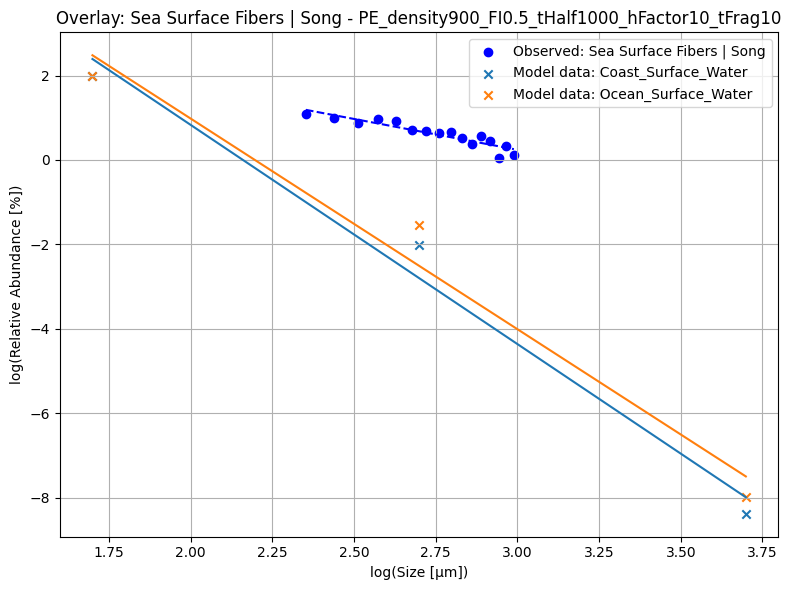 Overlay: Sea Surface Fibers | Song - PE_density900_FI0.5_tHalf1000_hFactor10_tFrag10
Observed: Sea Surface Fibers | Song
Model data: Coast_Surface_Water
Model data: Ocean_Surface_Water
log(Relative Abundance [%])
2
0
−2
−4
−6
−8
1.75 2.00 2.25 2.50 2.75 3.00 3.25 3.50 3.75
log(Size [μm])